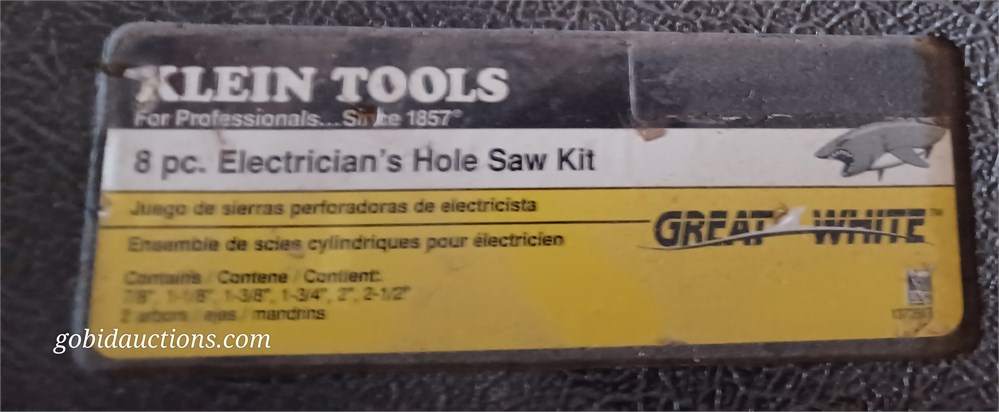 KLEIN TOOLS
For Professionals...Since 1857®
8 pc. Electrician's Hole Saw Kit
Juego de sierras perforadoras de electricista
GREAT WHITE™
Ensemble de scies cylindriques pour électricien
Contains / Contene / Contient:
7/8", 1-1/8", 1-3/8", 1-3/4", 2", 2-1/2"
2 arbors / ejes / mandrins
gobidauctions.com